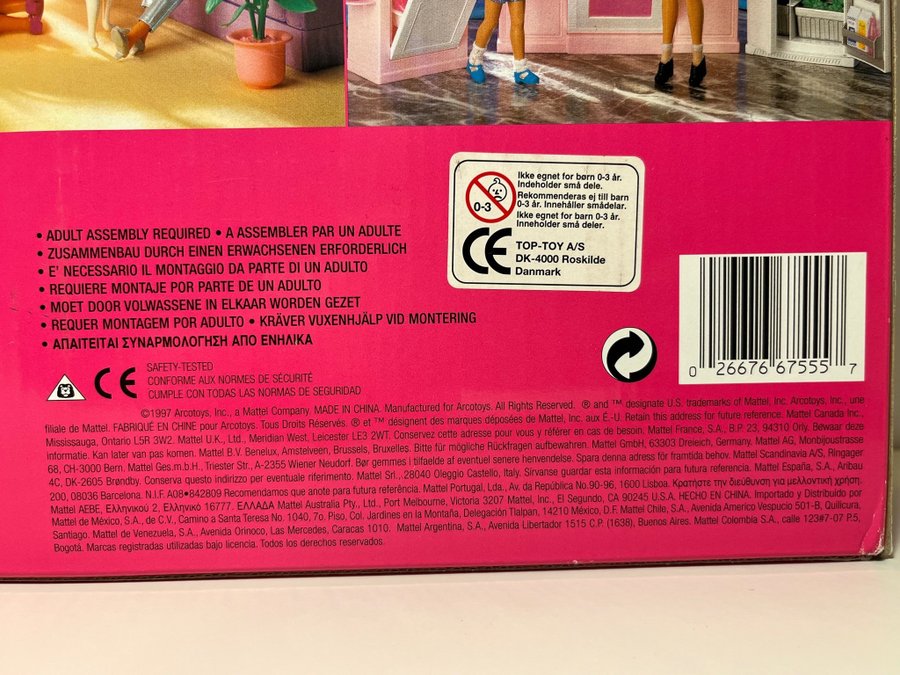 Ikke egnet for børn 0-3 år.
Indeholder små dele.
Rekommenderas ej till barn
0-3 år. Innehåller smådelar.
Ikke egnet for barn 0-3 år.
Inneholder små deler.
0-3
CE
TOP-TOY A/S
DK-4000 Roskilde
Danmark
• ADULT ASSEMBLY REQUIRED • A ASSEMBLER PAR UN ADULTE
• ZUSAMMENBAU DURCH EINEN ERWACHSENEN ERFORDERLICH
• E' NECESSARIO IL MONTAGGIO DA PARTE DI UN ADULTO
• REQUIERE MONTAJE POR PARTE DE UN ADULTO
• MOET DOOR VOLWASSENE IN ELKAAR WORDEN GEZET
• REQUER MONTAGEM POR ADULTO • KRÄVER VUXENHJÄLP VID MONTERING
• ΑΠΑΙΤΕΙΤΑΙ ΣΥΝΑΡΜΟΛΟΓΗΣΗ ΑΠΟ ΕΝΗΛΙΚΑ
0 26676 67555 7
CE
SAFETY-TESTED
CONFORME AUX NORMES DE SÉCURITÉ
CUMPLE CON TODAS LAS NORMAS DE SEGURIDAD
©1997 Arcotoys, Inc., a Mattel Company. MADE IN CHINA. Manufactured for Arcotoys. All Rights Reserved. ® and ™ designate U.S. trademarks of Mattel, Inc. Arcotoys, Inc., une
filiale de Mattel. FABRIQUÉ EN CHINE pour Arcotoys. Tous Droits Réservés. ® et ™ désignent des marques déposées de Mattel, Inc. aux É.-U. Retain this address for future reference. Mattel Canada Inc.,
Mississauga, Ontario L5R 3W2. Mattel U.K., Ltd., Meridian West, Leicester LE3 2WT. Conservez cette adresse pour vous y référer en cas de besoin. Mattel France, S.A., B.P. 23, 94310 Orly. Bewaar deze
informatie. Kan later van pas komen. Mattel B.V. Benelux, Amstelveen, Brussels, Bruxelles. Bitte für mögliche Rückfragen aufbewahren. Mattel GmbH, 63303 Dreieich, Germany. Mattel AG, Monbijoustrasse
68, CH-3000 Bern. Mattel Ges.m.b.H., Triester Str., A-2355 Wiener Neudorf. Bør gemmes i tilfælde af eventuel senere henvendelse. Spara denna adress för framtida behov. Mattel Scandinavia A/S, Ringager
4C, DK-2605 Brøndby. Conserva questo indirizzo per eventuale riferimento. Mattel Srl., 28040 Oleggio Castello, Italy. Sirvanse guardar esta información para futura referencia. Mattel España, S.A., Aribau
200, 08036 Barcelona. N.I.F. A08•842809 Recomendamos que anote para futura referência. Mattel Portugal, Lda., Av. da República No.90-96, 1600 Lisboa. Κρατήστε την διεύθυνση για μελλοντική χρήση.
Mattel AEBE, Ελληνικού 2, Ελληνικό 16777. ΕΛΛΑΔΑ Mattel Australia Pty., Ltd., Port Melbourne, Victoria 3207 Mattel, Inc., El Segundo, CA 90245 U.S.A. HECHO EN CHINA. Importado y Distribuido por
Mattel de México, S.A., de C.V., Camino a Santa Teresa No. 1040, 7o. Piso, Col. Jardines en la Montaña, Delegación Tlalpan, 14210 México, D.F. Mattel Chile, S.A., Avenida Americo Vespucio 501-B, Quilicura,
Santiago. Mattel de Venezuela, S.A., Avenida Orinoco, Las Mercedes, Caracas 1010. Mattel Argentina, S.A., Avenida Libertador 1515 C.P. (1638), Buenos Aires. Mattel Colombia S.A., calle 123#7-07 P.5,
Bogotá. Marcas registradas utilizadas bajo licencia. Todos los derechos reservados.